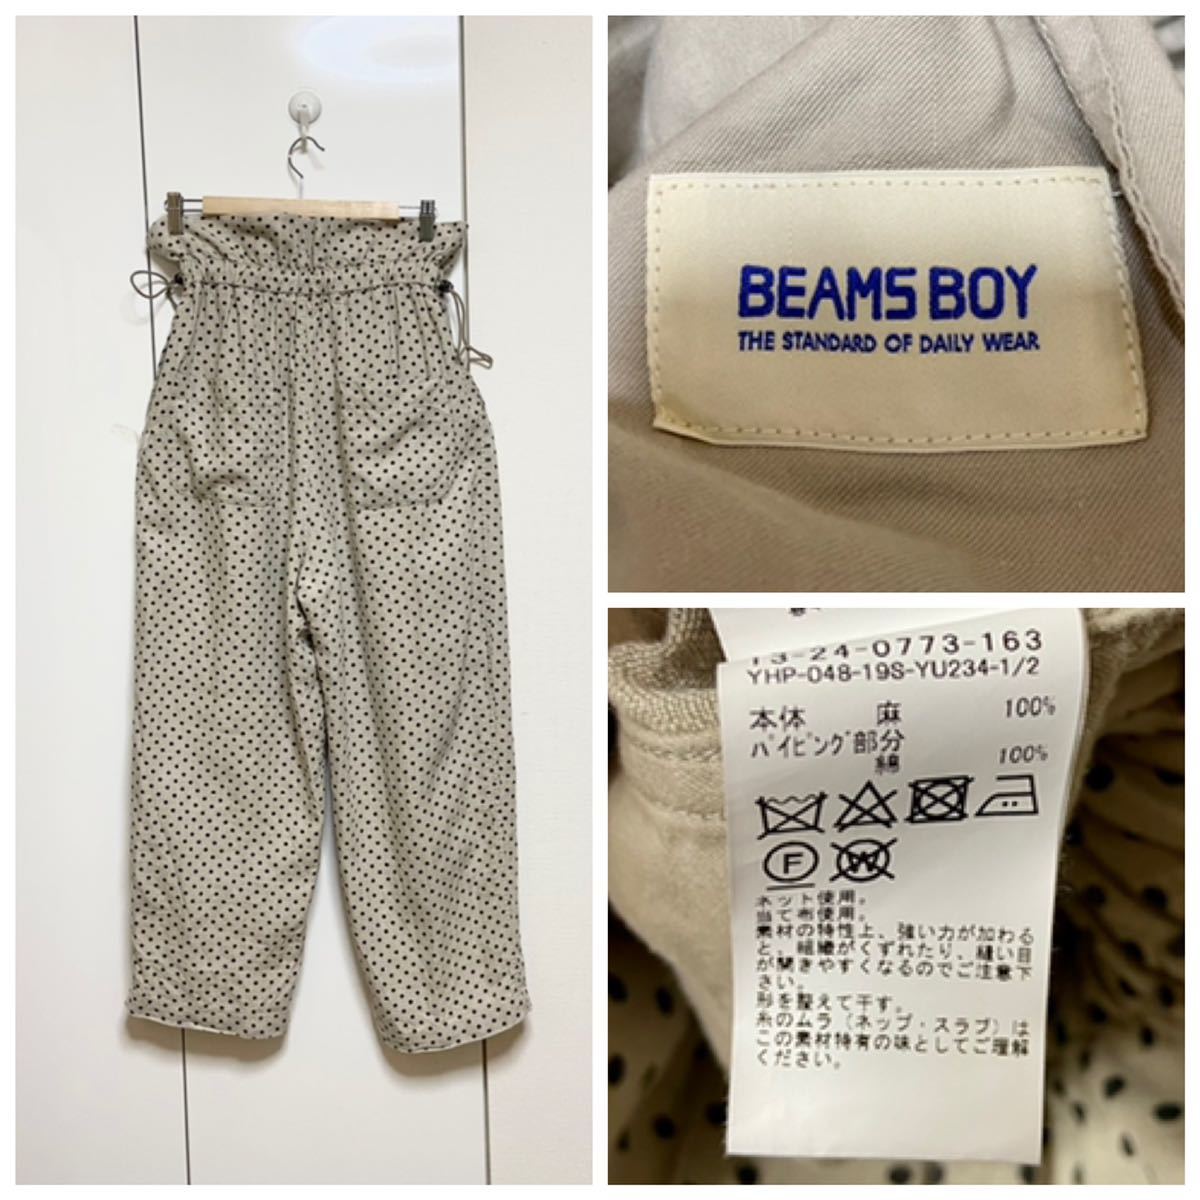 BEAMS BOY
THE STANDARD OF DAILY WEAR
13-24-0773-163
YHP-048-19S-YU234-1/2
本体 麻 100%
パイピング部分
綿 100%
F
W
ネット使用。
当て布使用。
素材の特性上、強い力が加わる
と、組織がくずれたり、縫い目
が開きやすくなるのでご注意下
さい。
形を整えて干す。
糸のムラ（ネップ・スラブ）は
この素材特有の味としてご理解
ください。